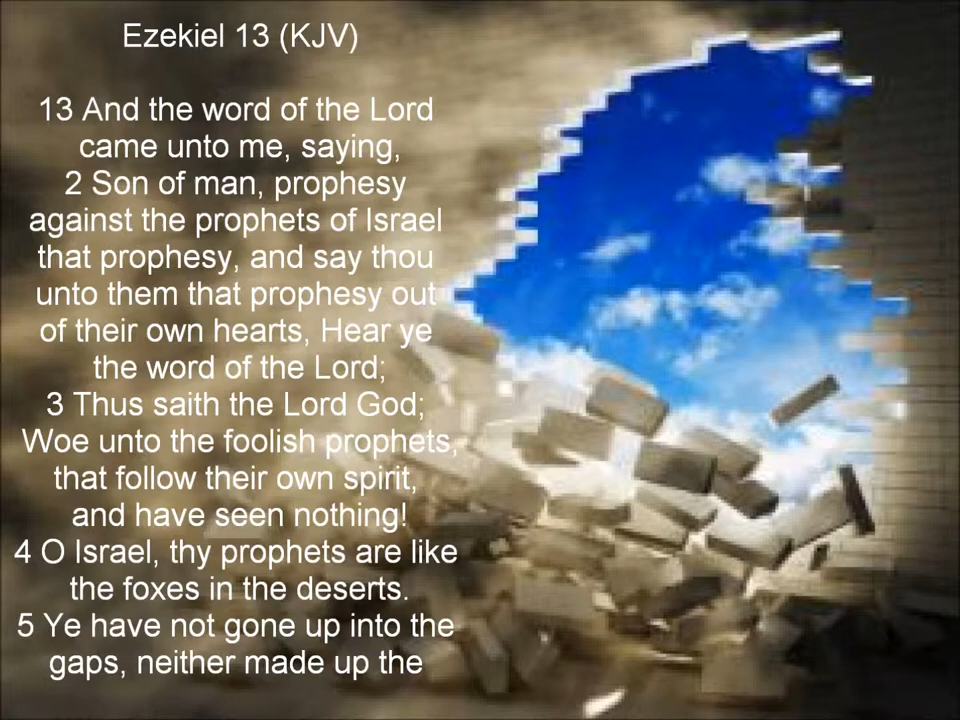 Ezekiel 13 (KJV)
13 And the word of the Lord
came unto me, saying,
2 Son of man, prophesy
against the prophets of Israel
that prophesy, and say thou
unto them that prophesy out
of their own hearts, Hear ye
the word of the Lord;
3 Thus saith the Lord God;
Woe unto the foolish prophets,
that follow their own spirit,
and have seen nothing!
4 O Israel, thy prophets are like
the foxes in the deserts.
5 Ye have not gone up into the
gaps, neither made up the